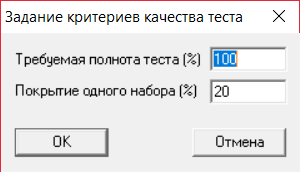 Задание критериев качества теста
Требуемая полнота теста (%) 100
Покрытие одного набора (%) 20
OK Отмена